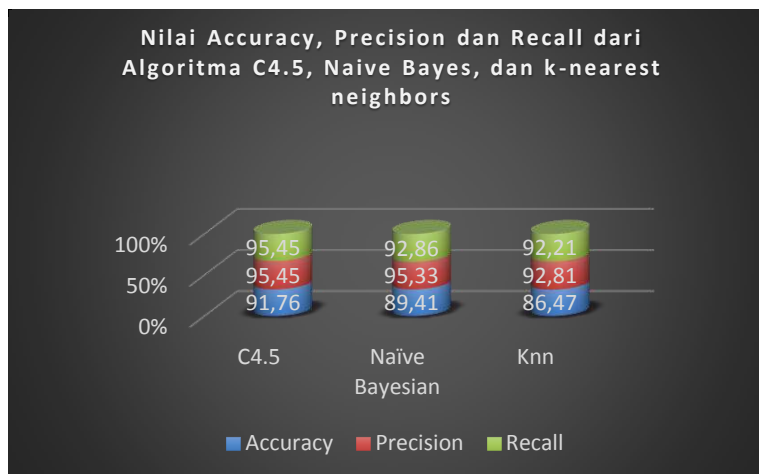 Nilai Accuracy, Precision dan Recall dari
Algoritma C4.5, Naive Bayes, dan k-nearest
neighbors
100%
50%
0%
95,45
92,86
92,21
95,45
95,33
92,81
91,76
89,41
86,47
C4.5
Naïve
Bayesian
Knn
Accuracy
Precision
Recall